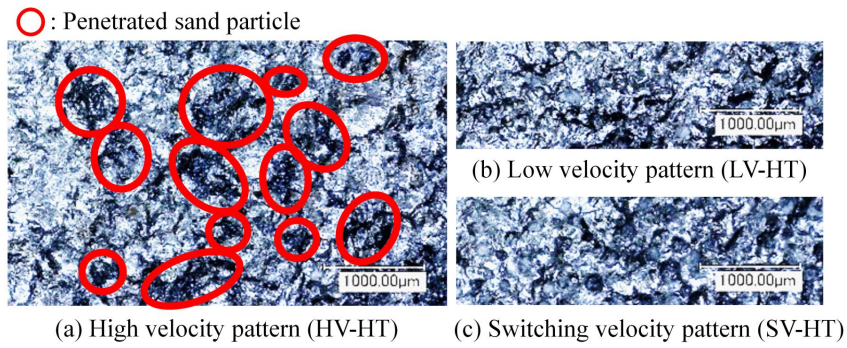 : Penetrated sand particle
1000.00μm
(a) High velocity pattern (HV-HT)
1000.00μm
(b) Low velocity pattern (LV-HT)
1000.00μm
(c) Switching velocity pattern (SV-HT)